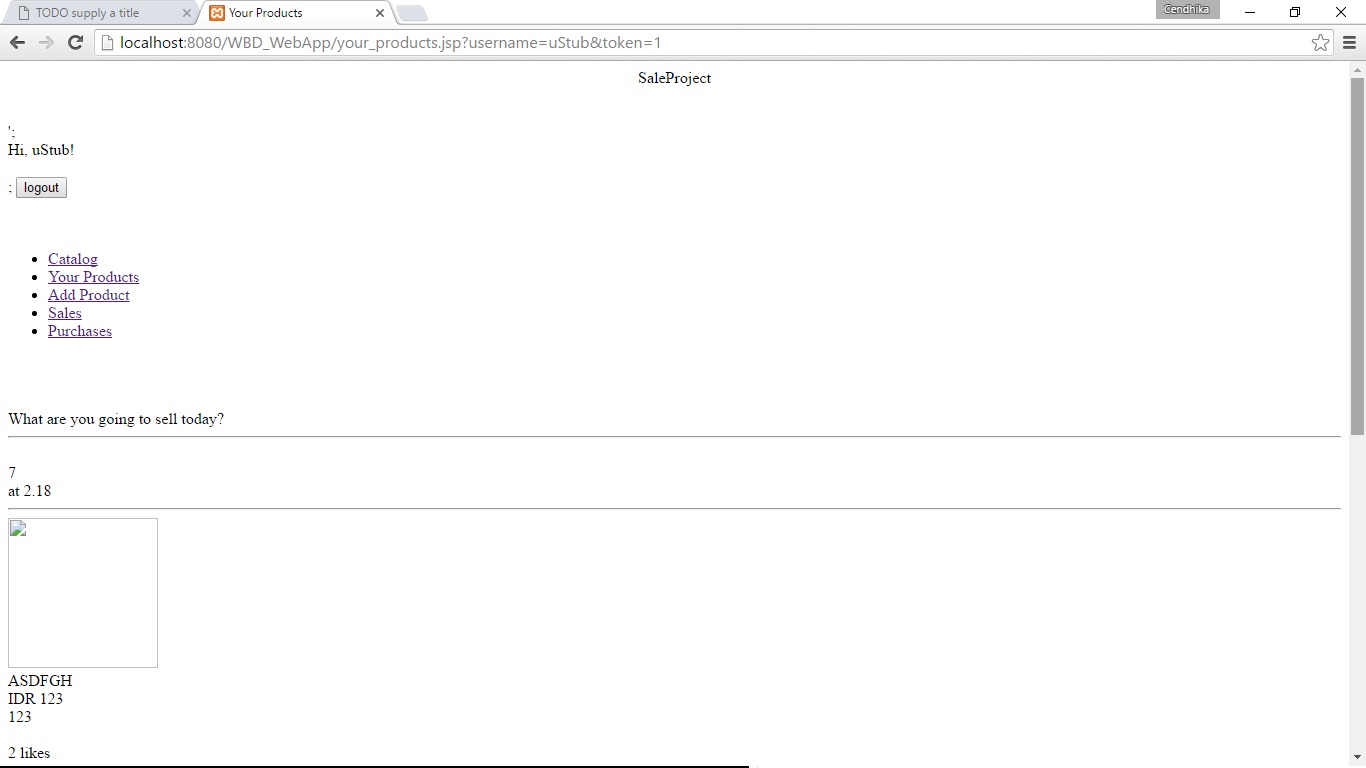 TODO supply a title
Your Products
Cendhika
localhost:8080/WBD_WebApp/your_products.jsp?username=uStub&token=1
SaleProject
';
Hi, uStub!
; logout
Catalog
Your Products
Add Product
Sales
Purchases
What are you going to sell today?
7
at 2.18
ASDFGH
IDR 123
123
2 likes